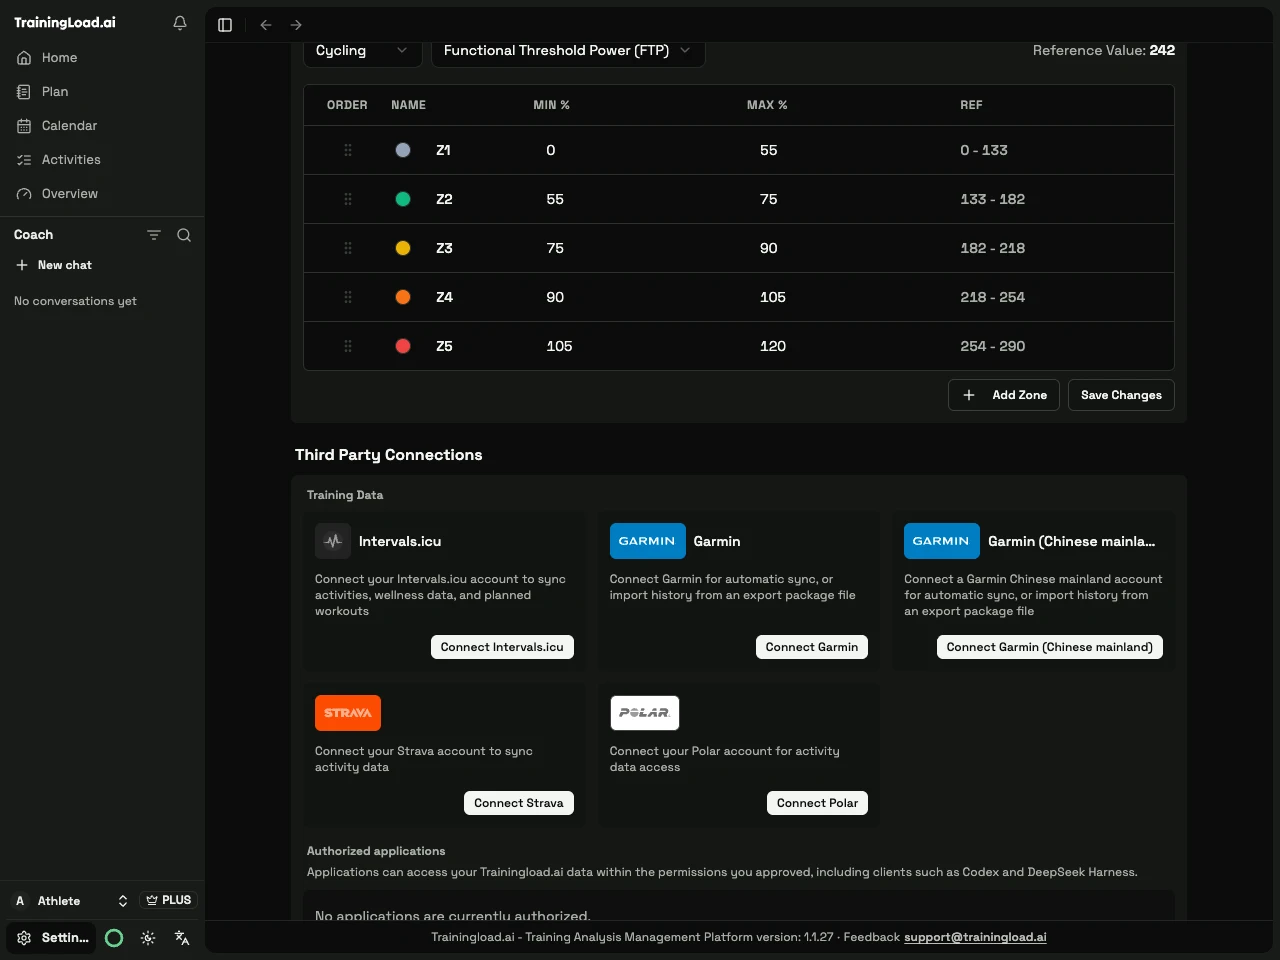 TrainingLoad.ai
Home
Plan
Calendar
Activities
Overview
Coach
New chat
No conversations yet
Athlete
A
PLUS
Settin...
Cycling
Functional Threshold Power (FTP)
Reference Value: 242
ORDER NAME MIN % MAX % REF
Z1 0 55 0 - 133
Z2 55 75 133 - 182
Z3 75 90 182 - 218
Z4 90 105 218 - 254
Z5 105 120 254 - 290
Add Zone
Save Changes
Third Party Connections
Training Data
Intervals.icu
Connect your Intervals.icu account to sync
activities, wellness data, and planned
workouts
Connect Intervals.icu
GARMIN Garmin
Connect Garmin for automatic sync, or
import history from an export package file
Connect Garmin
GARMIN Garmin (Chinese mainla...
Connect a Garmin Chinese mainland account
for automatic sync, or import history from
an export package file
Connect Garmin (Chinese mainland)
STRAVA
Connect your Strava account to sync
activity data
Connect Strava
POLAR.
Connect your Polar account for activity
data access
Connect Polar
Authorized applications
Applications can access your Trainingload.ai data within the permissions you approved, including clients such as Codex and DeepSeek Harness.
No applications are currently authorized.
Trainingload.ai - Training Analysis Management Platform version: 1.1.27 · Feedback support@trainingload.ai